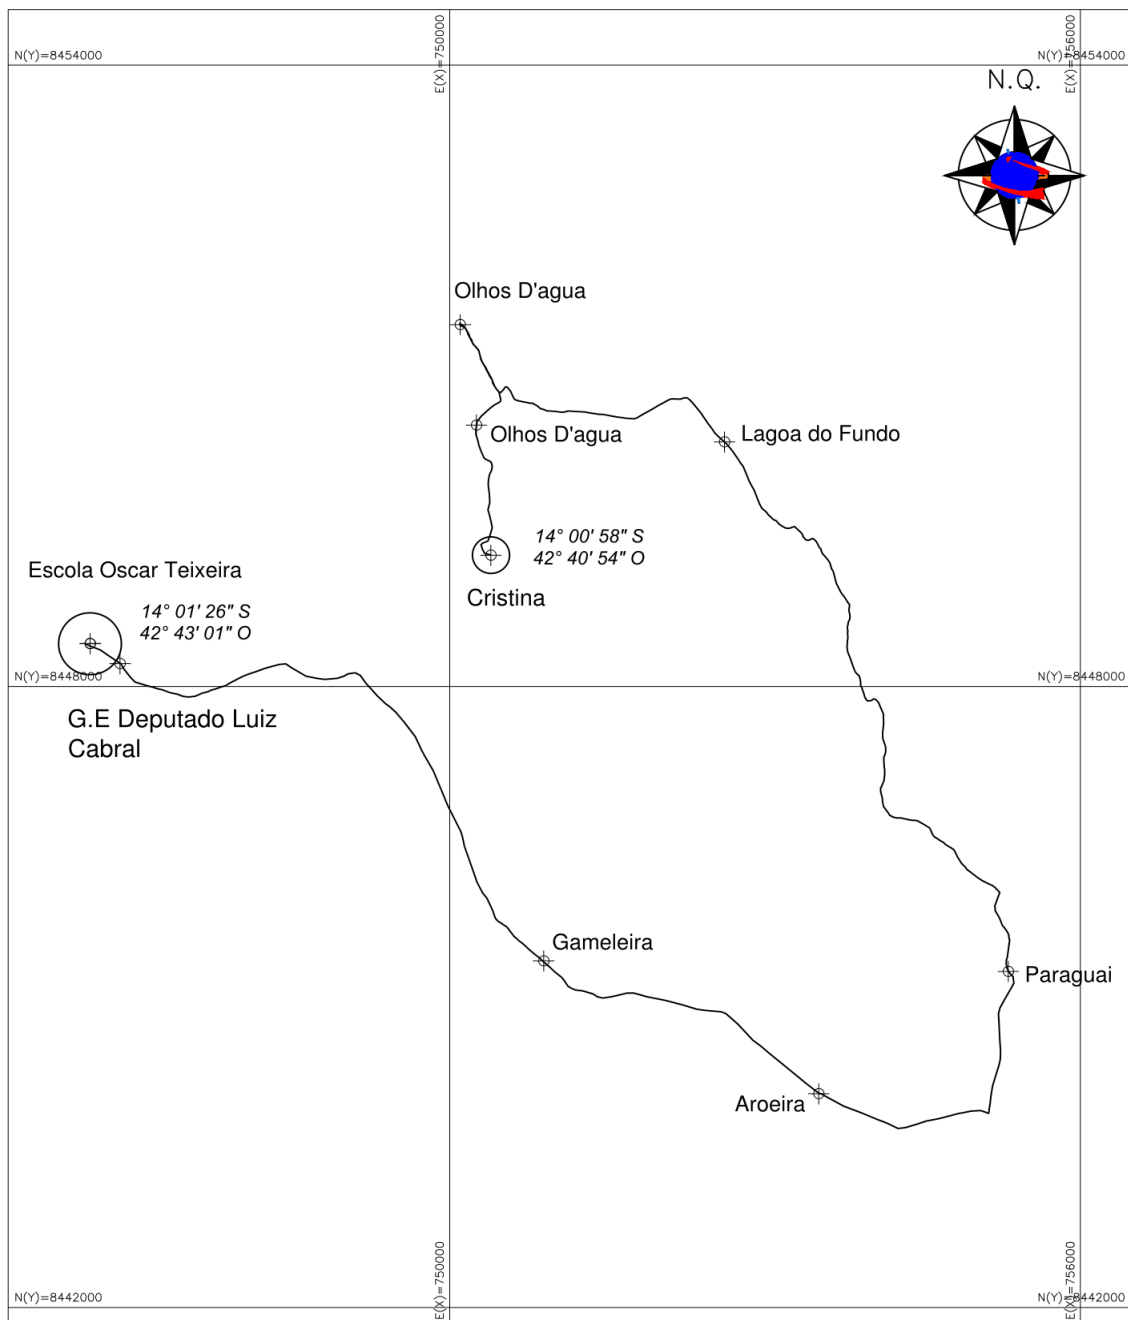 E(X)=750000
E(X)=756000
N(Y)=8454000
N(Y)=8454000
N.Q.
Olhos D'agua
Olhos D'agua
Lagoa do Fundo
14° 00' 58" S
42° 40' 54" O
Cristina
Escola Oscar Teixeira
14° 01' 26" S
42° 43' 01" O
N(Y)=8448000
N(Y)=8448000
G.E Deputado Luiz
Cabral
Gameleira
Paraguai
Aroeira
E(X)=750000
E(X)=756000
N(Y)=8442000
N(Y)=8442000